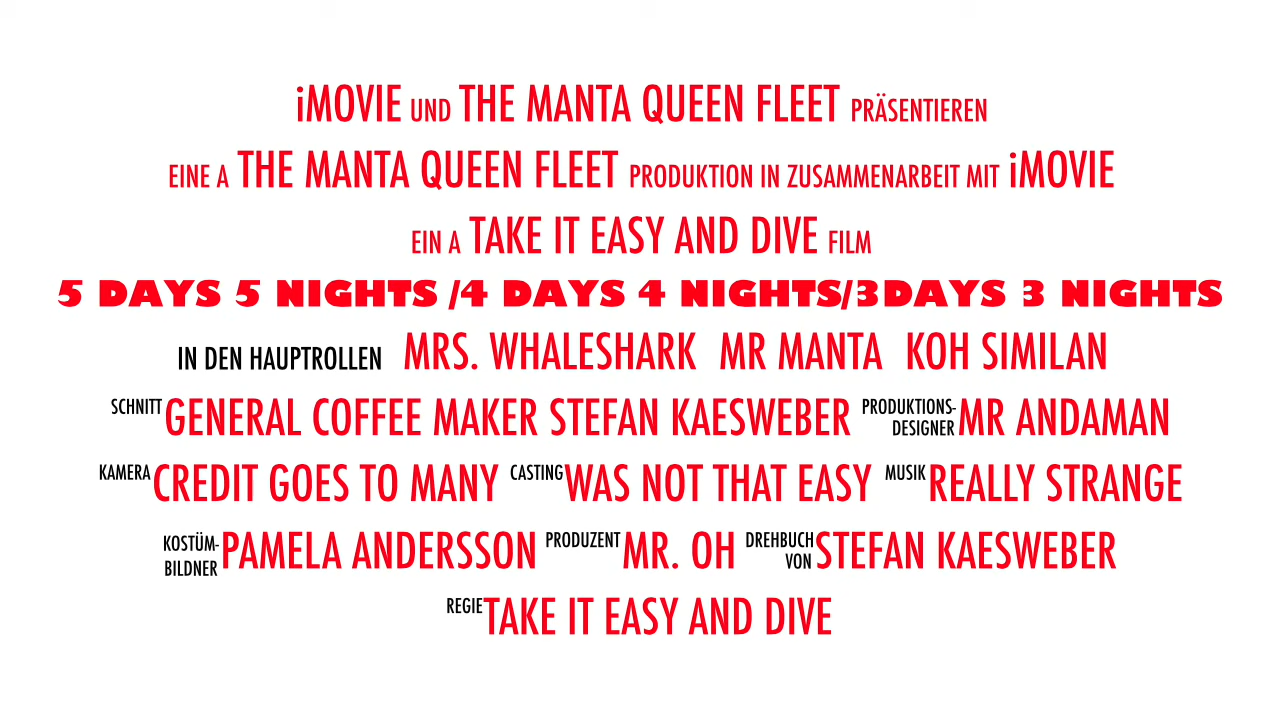 iMOVIE UND THE MANTA QUEEN FLEET PRÄSENTIEREN
EINE A THE MANTA QUEEN FLEET PRODUKTION IN ZUSAMMENARBEIT MIT iMOVIE
EIN A TAKE IT EASY AND DIVE FILM
5 DAYS 5 NIGHTS /4 DAYS 4 NIGHTS/3DAYS 3 NIGHTS
IN DEN HAUPTROLLEN MRS. WHALESHARK MR MANTA KOH SIMILAN
SCHNITT GENERAL COFFEE MAKER STEFAN KAESWEBER PRODUKTIONS-DESIGNER MR ANDAMAN
KAMERA CREDIT GOES TO MANY CASTING WAS NOT THAT EASY MUSIK REALLY STRANGE
KOSTÜM-BILDNER PAMELA ANDERSSON PRODUZENT MR. OH DREHBUCH VON STEFAN KAESWEBER
REGIE TAKE IT EASY AND DIVE